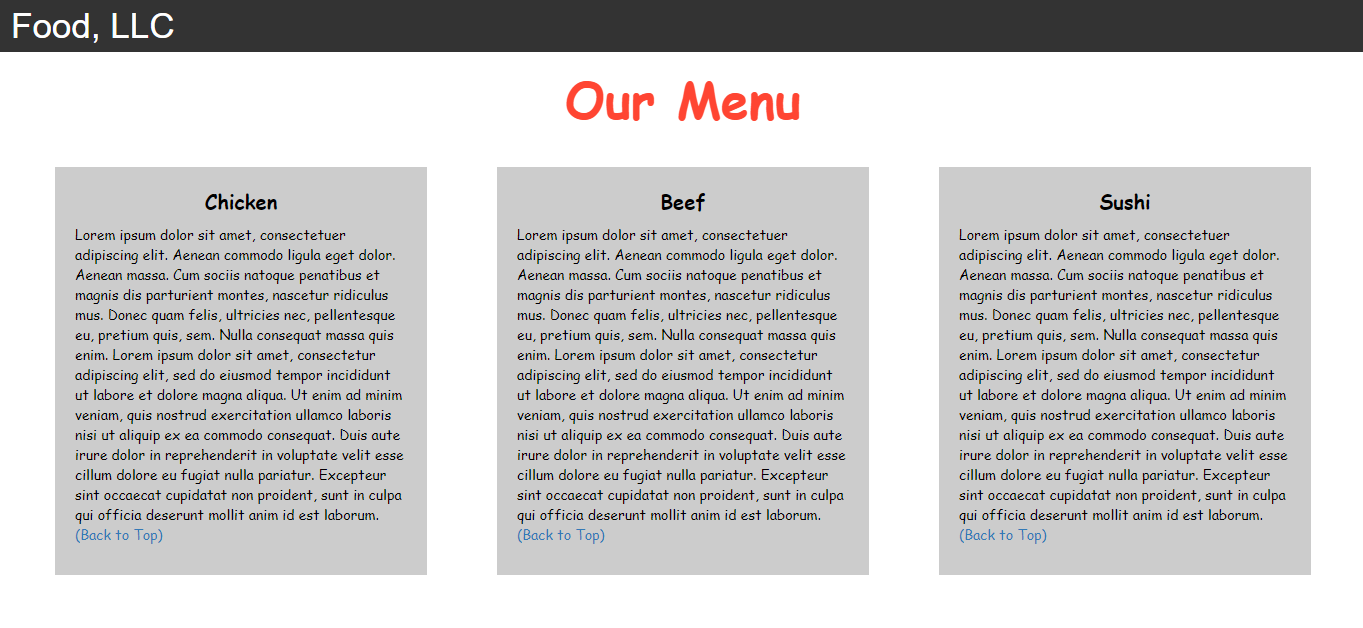 Food, LLC
Our Menu
Chicken
Lorem ipsum dolor sit amet, consectetuer
adipiscing elit. Aenean commodo ligula eget dolor.
Aenean massa. Cum sociis natoque penatibus et
magnis dis parturient montes, nascetur ridiculus
mus. Donec quam felis, ultricies nec, pellentesque
eu, pretium quis, sem. Nulla consequat massa quis
enim. Lorem ipsum dolor sit amet, consectetur
adipiscing elit, sed do eiusmod tempor incididunt
ut labore et dolore magna aliqua. Ut enim ad minim
veniam, quis nostrud exercitation ullamco laboris
nisi ut aliquip ex ea commodo consequat. Duis aute
irure dolor in reprehenderit in voluptate velit esse
cillum dolore eu fugiat nulla pariatur. Excepteur
sint occaecat cupidatat non proident, sunt in culpa
qui officia deserunt mollit anim id est laborum.
(Back to Top)
Beef
Lorem ipsum dolor sit amet, consectetuer
adipiscing elit. Aenean commodo ligula eget dolor.
Aenean massa. Cum sociis natoque penatibus et
magnis dis parturient montes, nascetur ridiculus
mus. Donec quam felis, ultricies nec, pellentesque
eu, pretium quis, sem. Nulla consequat massa quis
enim. Lorem ipsum dolor sit amet, consectetur
adipiscing elit, sed do eiusmod tempor incididunt
ut labore et dolore magna aliqua. Ut enim ad minim
veniam, quis nostrud exercitation ullamco laboris
nisi ut aliquip ex ea commodo consequat. Duis aute
irure dolor in reprehenderit in voluptate velit esse
cillum dolore eu fugiat nulla pariatur. Excepteur
sint occaecat cupidatat non proident, sunt in culpa
qui officia deserunt mollit anim id est laborum.
(Back to Top)
Sushi
Lorem ipsum dolor sit amet, consectetuer
adipiscing elit. Aenean commodo ligula eget dolor.
Aenean massa. Cum sociis natoque penatibus et
magnis dis parturient montes, nascetur ridiculus
mus. Donec quam felis, ultricies nec, pellentesque
eu, pretium quis, sem. Nulla consequat massa quis
enim. Lorem ipsum dolor sit amet, consectetur
adipiscing elit, sed do eiusmod tempor incididunt
ut labore et dolore magna aliqua. Ut enim ad minim
veniam, quis nostrud exercitation ullamco laboris
nisi ut aliquip ex ea commodo consequat. Duis aute
irure dolor in reprehenderit in voluptate velit esse
cillum dolore eu fugiat nulla pariatur. Excepteur
sint occaecat cupidatat non proident, sunt in culpa
qui officia deserunt mollit anim id est laborum.
(Back to Top)